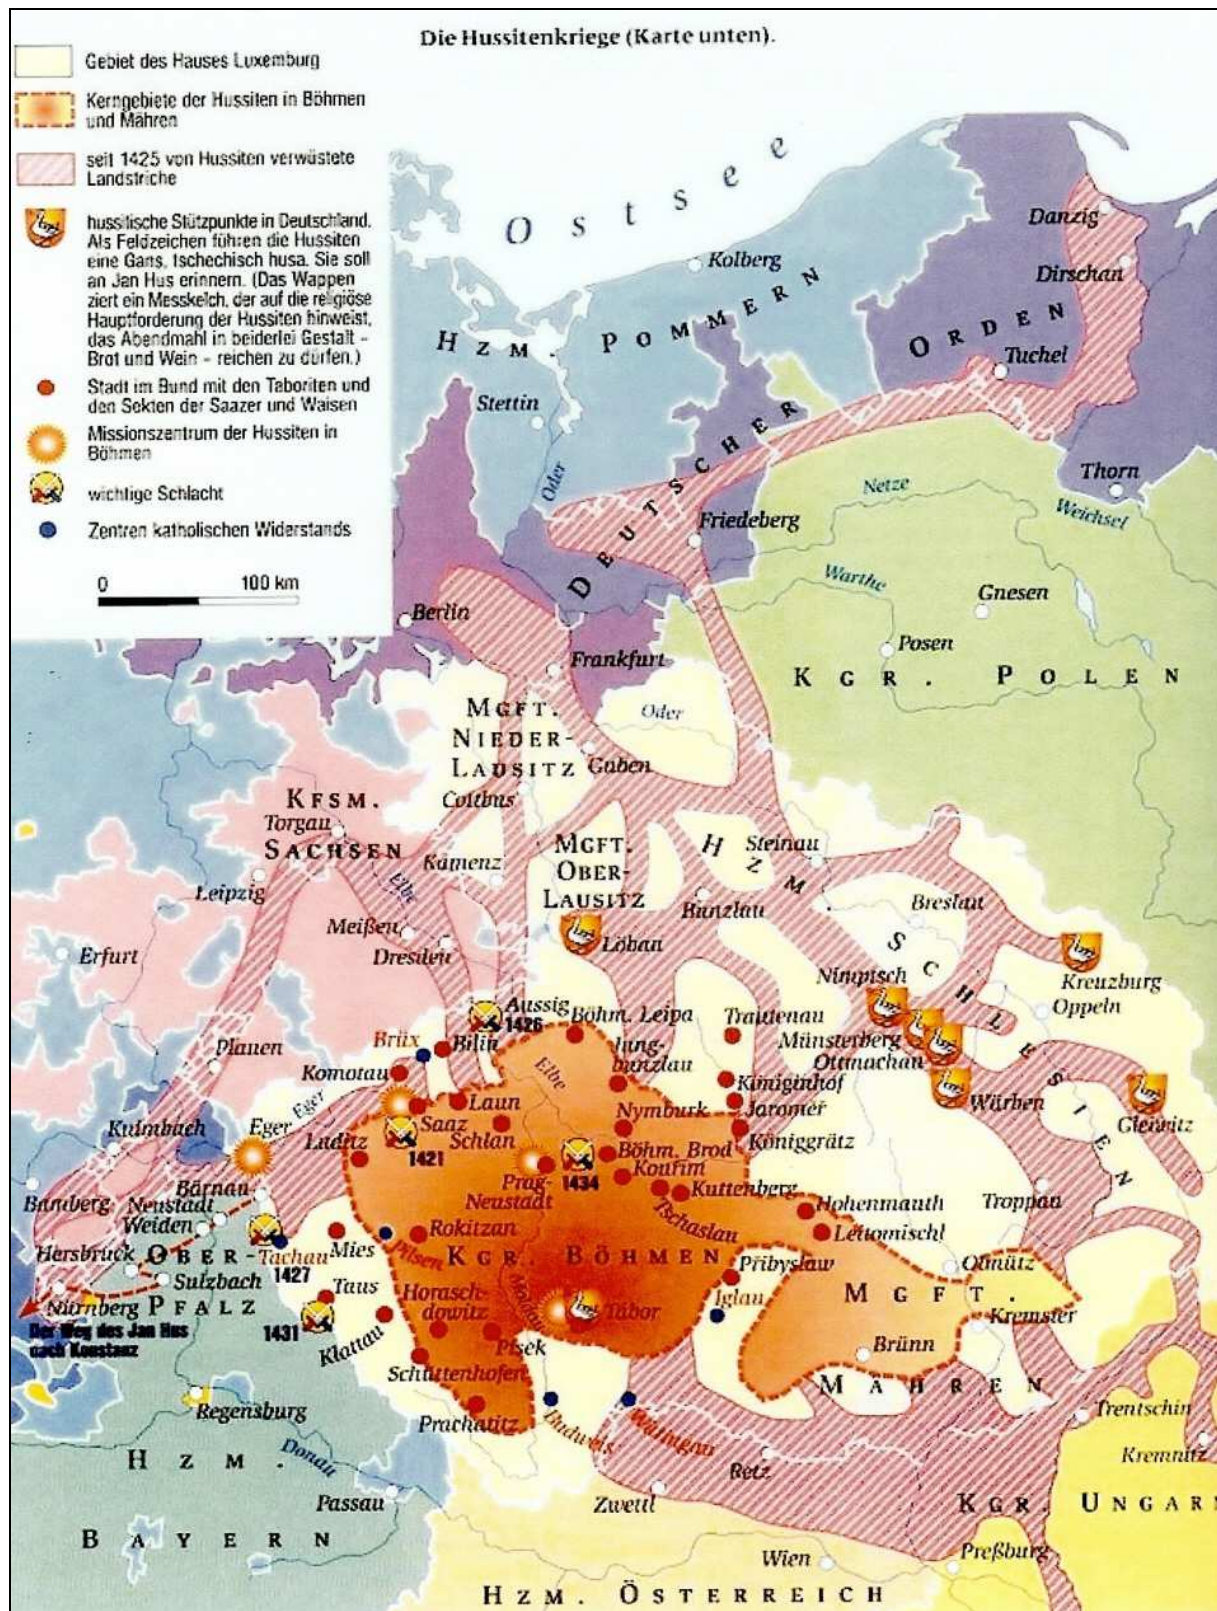 Die Hussitenkriege (Karte unten).
Gebiet des Hauses Luxemburg
Kerngebiete der Hussiten in Böhmen
und Mähren
seit 1425 von Hussiten verwüstete
Landstriche
hussitische Stützpunkte in Deutschland.
Als Feldzeichen führen die Hussiten
eine Gans, tschechisch husa. Sie soll
an Jan Hus erinnern. (Das Wappen
ziert ein Messkelch, der auf die religiöse
Hauptforderung der Hussiten hinweist,
das Abendmahl in beiderlei Gestalt –
Brot und Wein – reichen zu dürfen.)
Stadt im Bund mit den Taboriten und
den Sekten der Saazer und Waisen
Missionszentrum der Hussiten in
Böhmen
wichtige Schlacht
Zentren katholischen Widerstands
0 100 km
Ostsee
Danzig
Dirschau
Kolberg
HZM. POMMERN
DEUTSCHER ORDEN
Tuchel
Stettin
Oder
Thorn
Netze
Weichsel
Friedeberg
Warthe
Gnesen
Berlin
Posen
Frankfurt
KGR. POLEN
MGFT.
NIEDER-
LAUSITZ
Oder
Guben
Cottbus
KFSM.
Torgau
SACHSEN
MGFT.
OBER-
LAUSITZ
HZM. SCHLESIEN
Steinau
Kamenz
Leipzig
Elbe
Bunzlau
Breslau
Meißen
Dresden
Löbau
Erfurt
Nimptsch
Kreuzburg
Oppeln
Aussig
1426
Böhm. Leipa
Trautenau
Münsterberg
Ottmachau
Brüx
Bilin
Jung-
bunzlau
Plauen
Komotau
Elbe
Königinhof
Würben
Gleiwitz
Eger
Laun
Saaz
Nymburk
Jaroměř
Kulmbach
Eger
Luditz
1421
Schlan
Böhm. Brod
Königgrätz
Kouřim
Prag-
Neustadt
1434
Kuttenberg
Bamberg
Bärnau
Neustadt
Weiden
Tschaslau
Hohenmauth
Troppau
Leitomischl
Rokitzan
Hersbruck
OBER-
PFALZ
Tachau
1427
Mies
Pilsen
KGR. BÖHMEN
Přibyslaw
Olmütz
Sulzbach
Nürnberg
Taus
Horasch-
dowitz
Moldau
Tábor
Iglau
MGFT.
MÄHREN
Kremsier
Der Weg des Jan Hus
nach Konstanz
1431
Klattau
Pisek
Brünn
Schüttenhofen
Regensburg
Prachatitz
Budweis
Wittingau
Trentschin
Kremnitz
HZM.
BAYERN
Donau
Retz
Passau
Zwettl
KGR. UNGARN
Wien
Preßburg
HZM. ÖSTERREICH